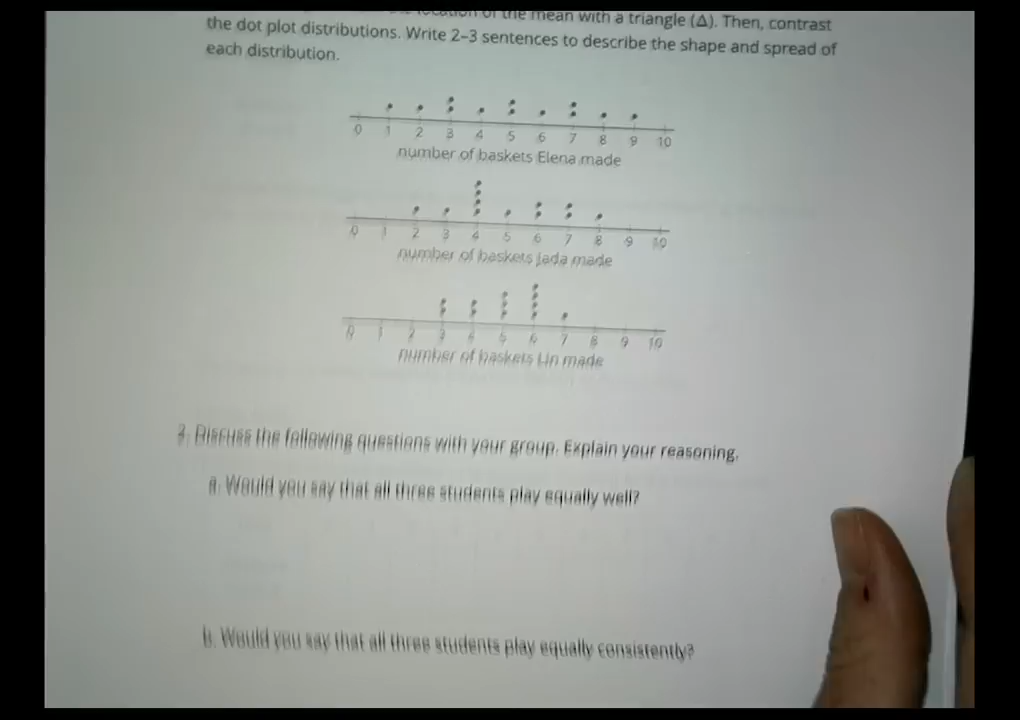 location of the mean with a triangle (Δ). Then, contrast
the dot plot distributions. Write 2–3 sentences to describe the shape and spread of
each distribution.
0 1 2 3 4 5 6 7 8 9 10
number of baskets Elena made
0 1 2 3 4 5 6 7 8 9 10
number of baskets Jada made
0 1 2 3 4 5 6 7 8 9 10
number of baskets Lin made
3. Discuss the following questions with your group. Explain your reasoning.
a. Would you say that all three students play equally well?
b. Would you say that all three students play equally consistently?